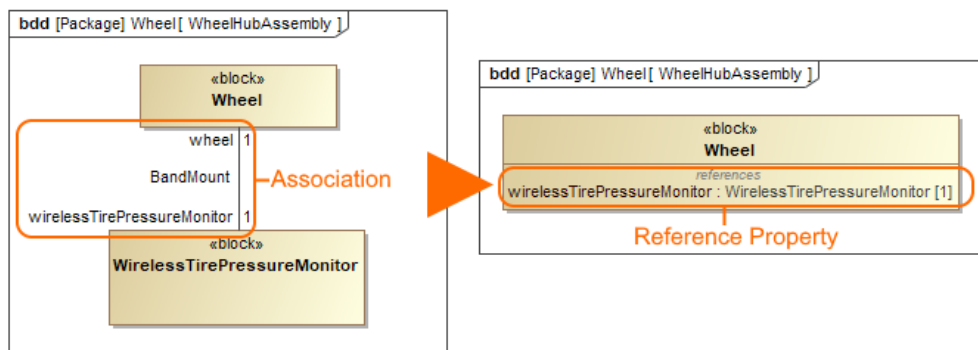 bdd [Package] Wheel[ WheelHubAssembly ]
«block»
Wheel
wheel 1
BandMount
Association
wirelessTirePressureMonitor 1
«block»
WirelessTirePressureMonitor
bdd [Package] Wheel[ WheelHubAssembly ]
«block»
Wheel
references
wirelessTirePressureMonitor : WirelessTirePressureMonitor [1]
Reference Property